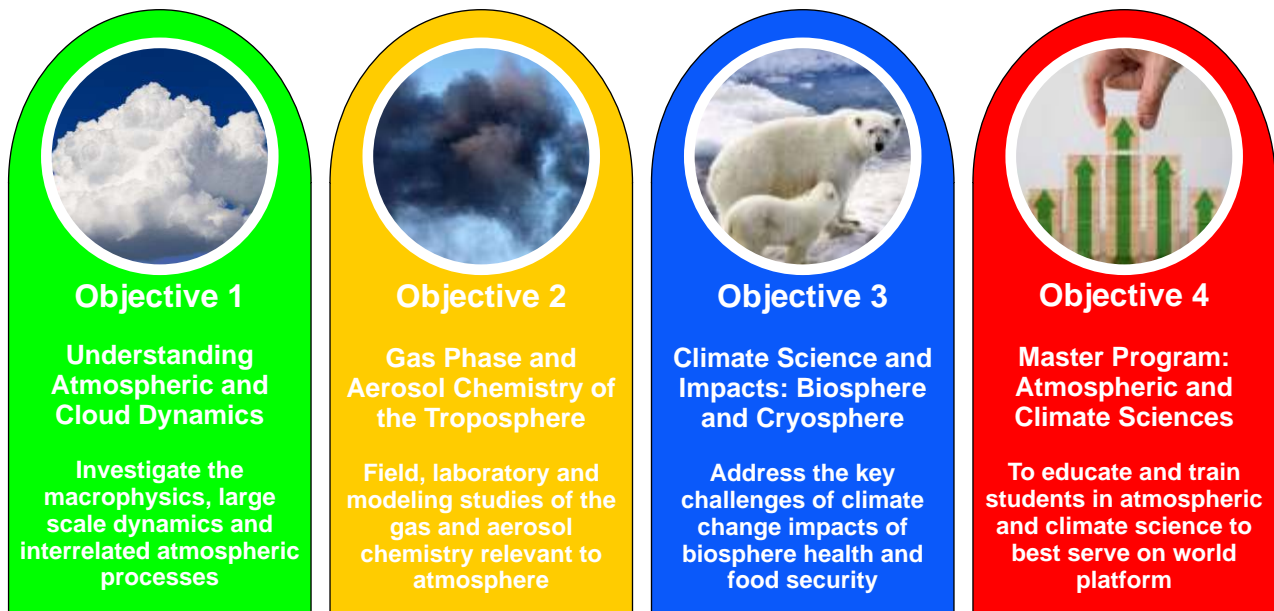 Objective 1
Understanding
Atmospheric and
Cloud Dynamics
Investigate the
macrophysics, large
scale dynamics and
interrelated atmospheric
processes
Objective 2
Gas Phase and
Aerosol Chemistry of
the Troposphere
Field, laboratory and
modeling studies of the
gas and aerosol
chemistry relevant to
atmosphere
Objective 3
Climate Science and
Impacts: Biosphere
and Cryosphere
Address the key
challenges of climate
change impacts of
biosphere health and
food security
Objective 4
Master Program:
Atmospheric and
Climate Sciences
To educate and train
students in atmospheric
and climate science to
best serve on world
platform